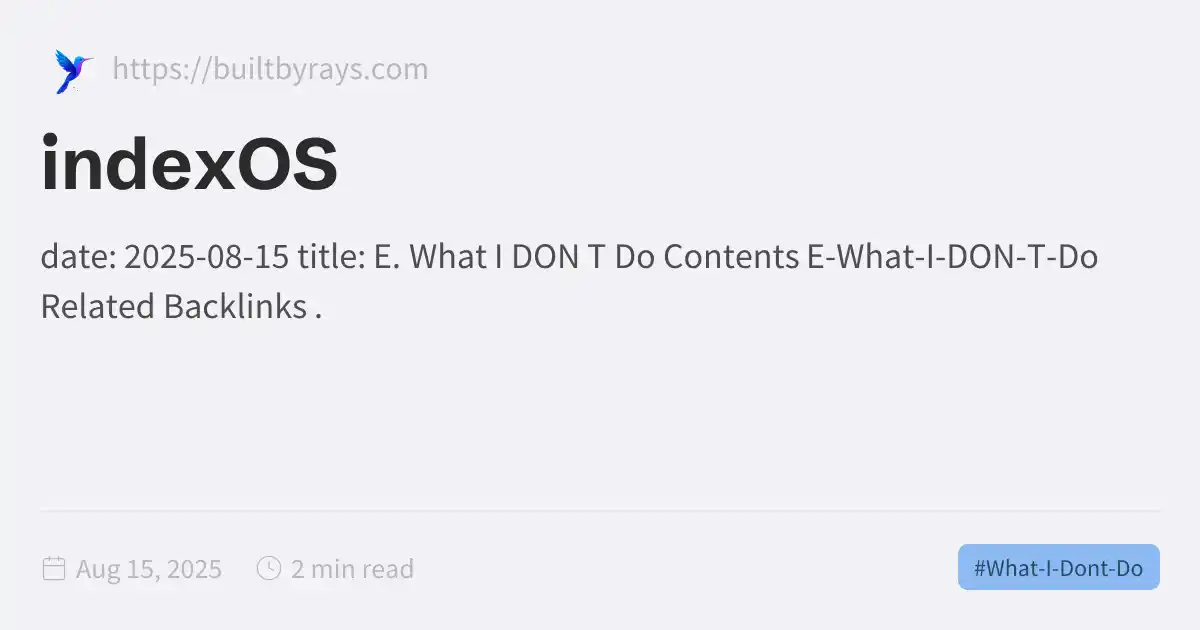 https://builtbyrays.com
indexOS
date: 2025-08-15 title: E. What I DON T Do Contents E-What-I-DON-T-Do
Related Backlinks .
Aug 15, 2025
2 min read
#What-I-Dont-Do